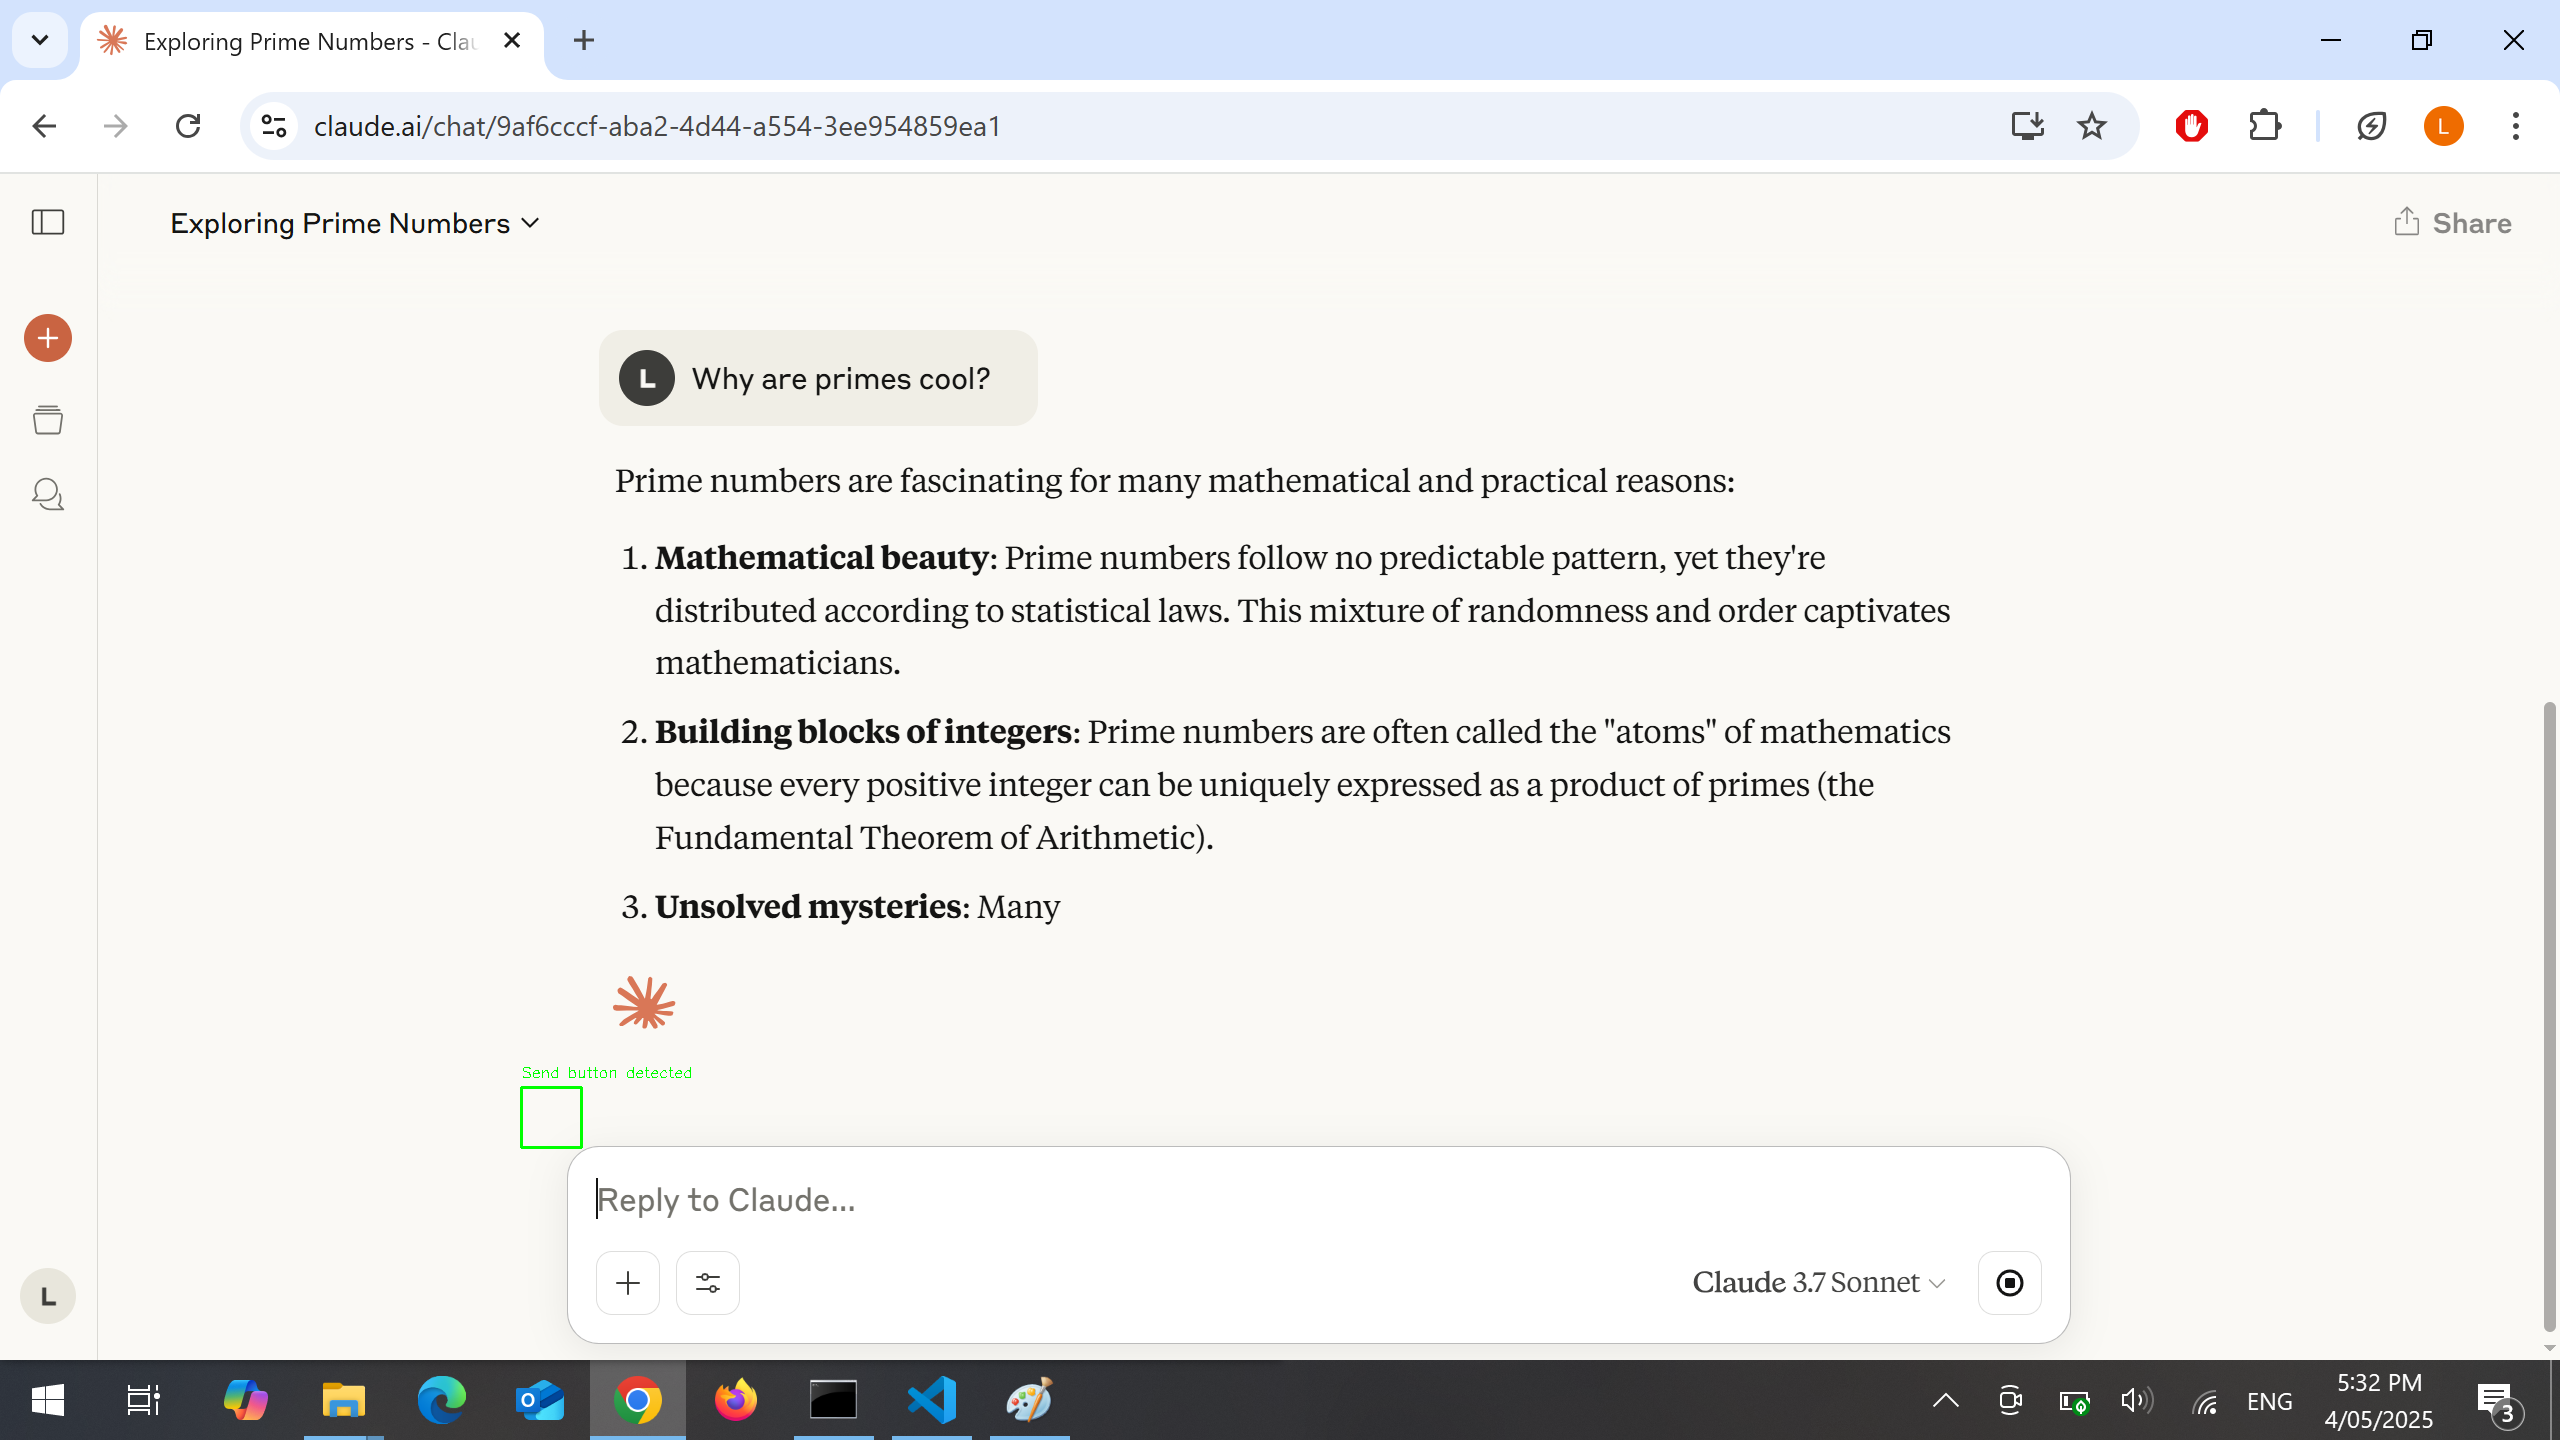 Exploring Prime Numbers - Clau
claude.ai/chat/9af6cccf-aba2-4d44-a554-3ee954859ea1
L
Exploring Prime Numbers
Share
L
Why are primes cool?
Prime numbers are fascinating for many mathematical and practical reasons:
1. Mathematical beauty: Prime numbers follow no predictable pattern, yet they're
distributed according to statistical laws. This mixture of randomness and order captivates
mathematicians.
2. Building blocks of integers: Prime numbers are often called the "atoms" of mathematics
because every positive integer can be uniquely expressed as a product of primes (the
Fundamental Theorem of Arithmetic).
3. Unsolved mysteries: Many
Send button detected
Reply to Claude...
Claude 3.7 Sonnet
L
ENG
5:32 PM
4/05/2025
3